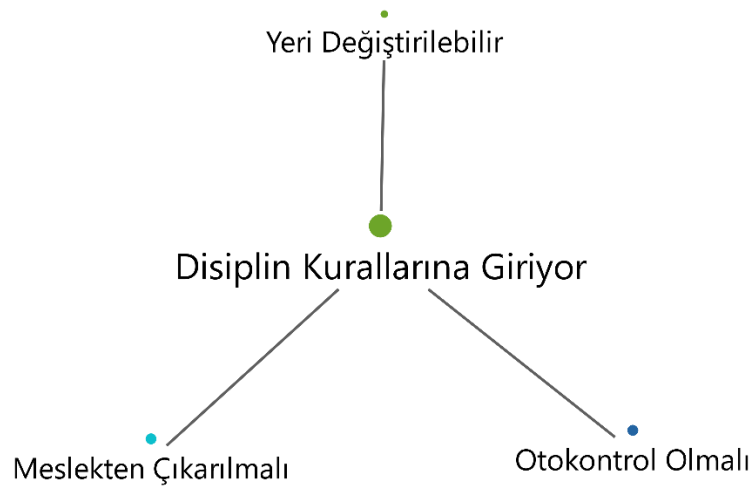 Yeri Değiştirilebilir
Disiplin Kurallarına Giriyor
Meslekten Çıkarılmalı
Otokontrol Olmalı